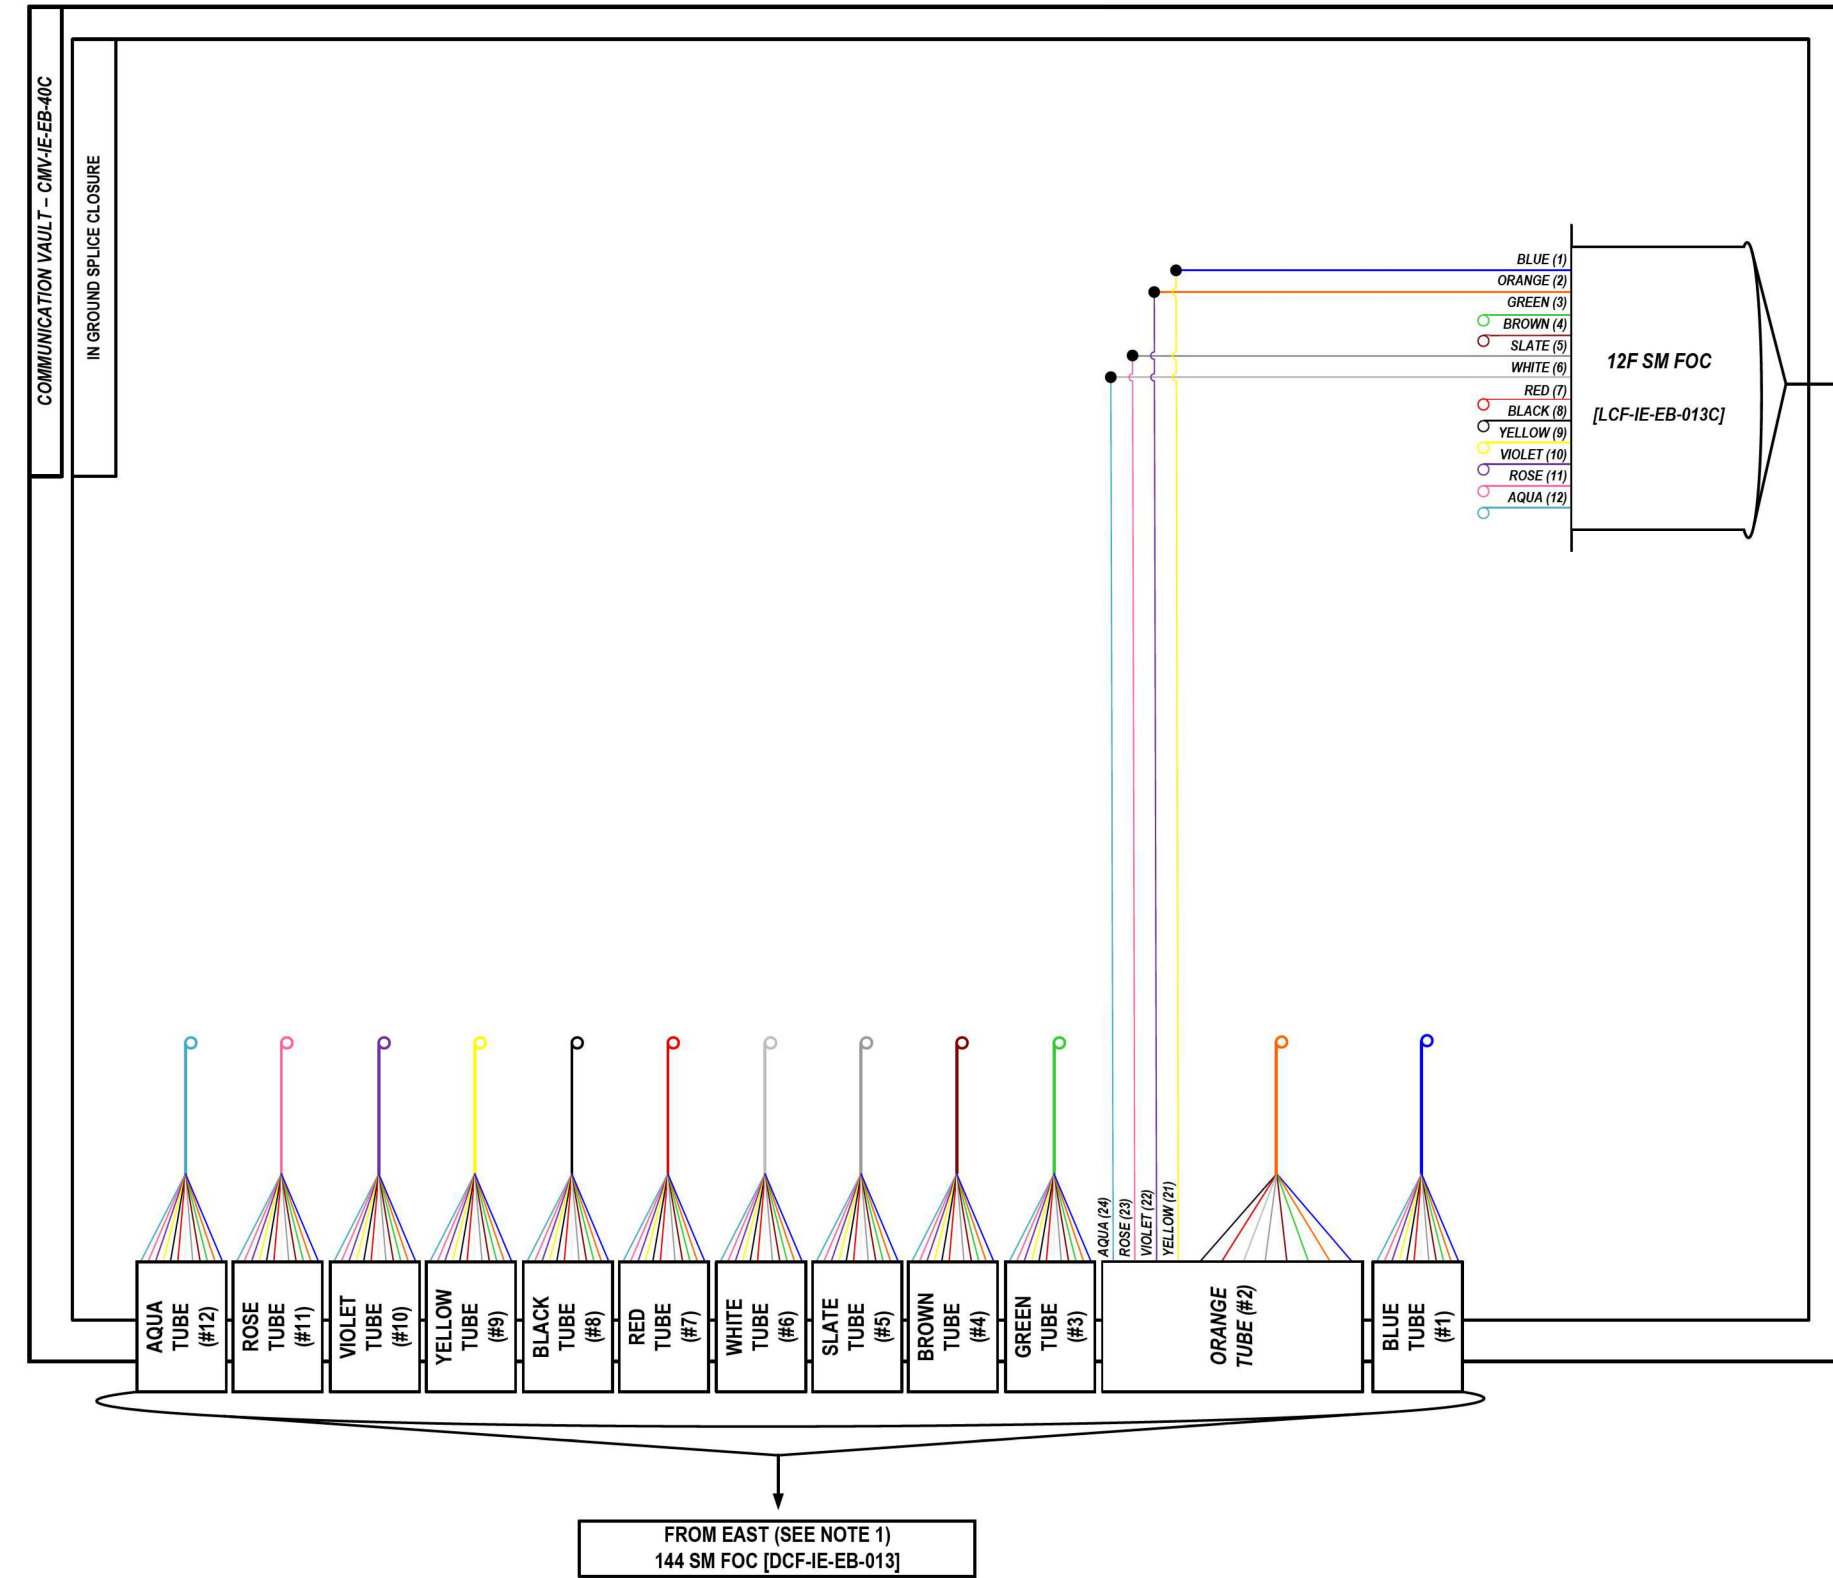 COMMUNICATION VAULT – CMV-IE-EB-40C
IN GROUND SPLICE CLOSURE
BLUE (1)
ORANGE (2)
GREEN (3)
BROWN (4)
SLATE (5)
WHITE (6)
RED (7)
BLACK (8)
YELLOW (9)
VIOLET (10)
ROSE (11)
AQUA (12)
12F SM FOC
[LCF-IE-EB-013C]
AQUA (24)
ROSE (23)
VIOLET (22)
YELLOW (21)
AQUA
TUBE
(#12)
ROSE
TUBE
(#11)
VIOLET
TUBE
(#10)
YELLOW
TUBE
(#9)
BLACK
TUBE
(#8)
RED
TUBE
(#7)
WHITE
TUBE
(#6)
SLATE
TUBE
(#5)
BROWN
TUBE
(#4)
GREEN
TUBE
(#3)
ORANGE
TUBE (#2)
BLUE
TUBE
(#1)
FROM EAST (SEE NOTE 1)
144 SM FOC [DCF-IE-EB-013]